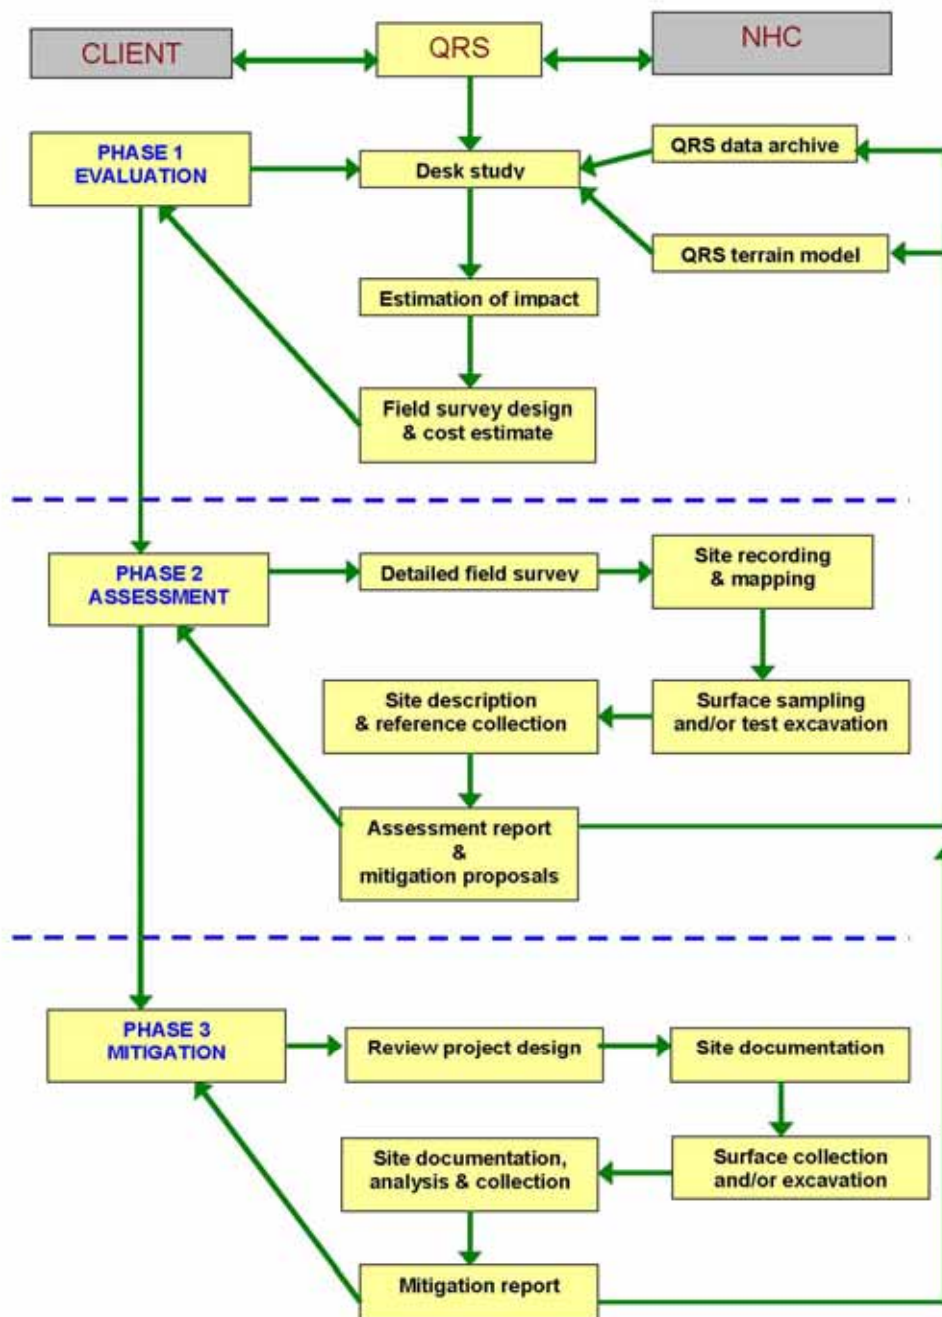 CLIENT
QRS
NHC
PHASE 1
EVALUATION
Desk study
QRS data archive
QRS terrain model
Estimation of impact
Field survey design
& cost estimate
PHASE 2
ASSESSMENT
Detailed field survey
Site recording
& mapping
Site description
& reference collection
Surface sampling
and/or test excavation
Assessment report
&
mitigation proposals
PHASE 3
MITIGATION
Review project design
Site documentation
Site documentation,
analysis & collection
Surface collection
and/or excavation
Mitigation report